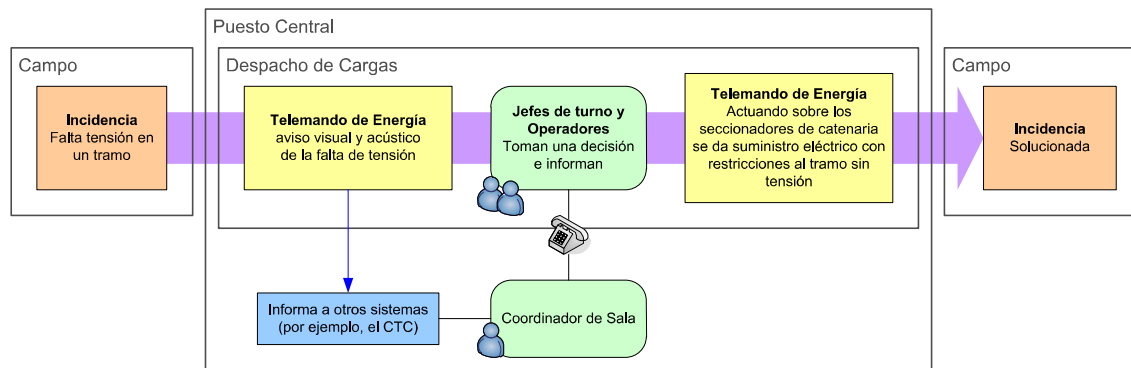 Puesto Central
Campo
Incidencia
Falta tensión en
un tramo
Despacho de Cargas
Telemando de Energía
aviso visual y acústico
de la falta de tensión
Jefes de turno y
Operadores
Toman una decisión
e informan
Telemando de Energía
Actuando sobre los
seccionadores de catenaria
se da suministro eléctrico con
restricciones al tramo sin
tensión
Campo
Incidencia
Solucionada
Informa a otros sistemas
(por ejemplo, el CTC)
Coordinador de Sala